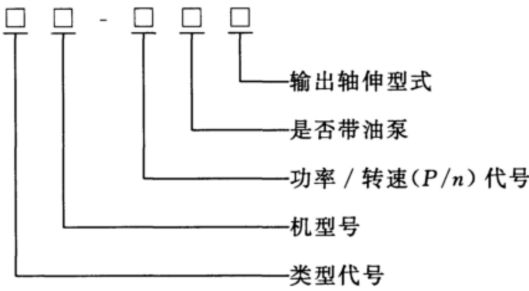 □ □ - □ □ □
输出轴伸型式
是否带油泵
功率/转速(P/n)代号
机型号
类型代号